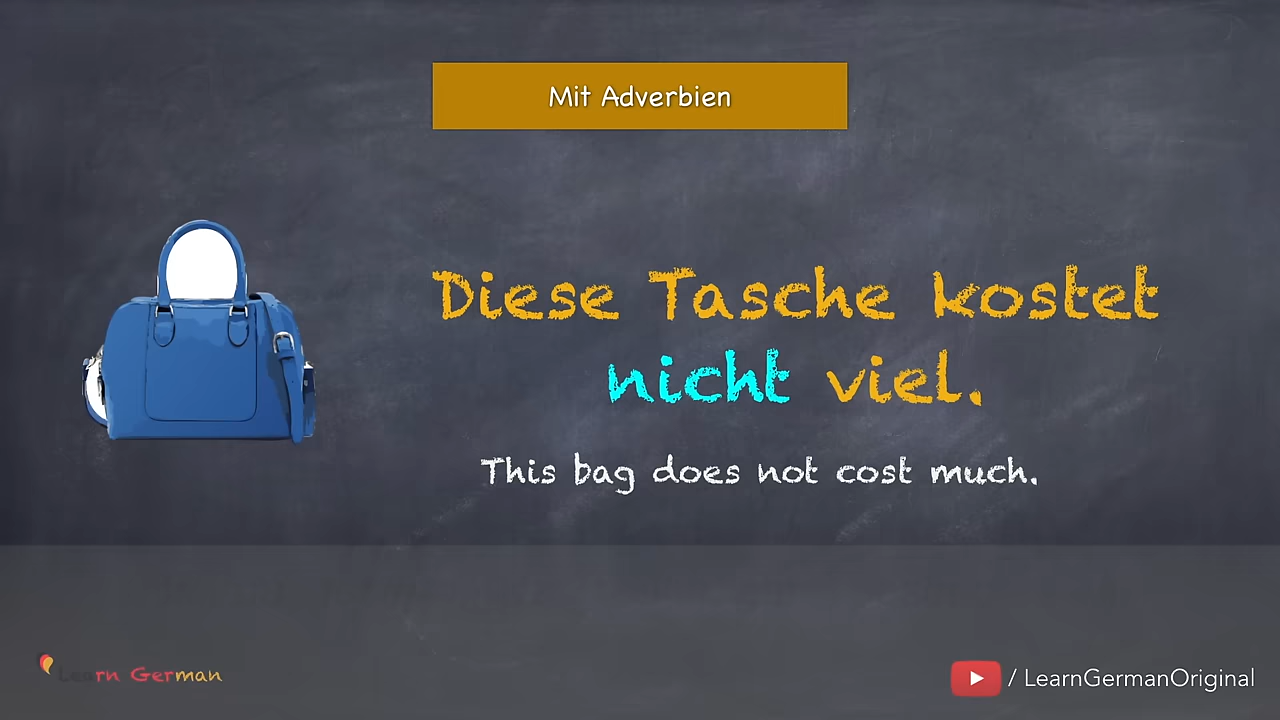 Mit Adverbien
Diese Tasche kostet
nicht viel.
This bag does not cost much.
Learn German
/ LearnGermanOriginal